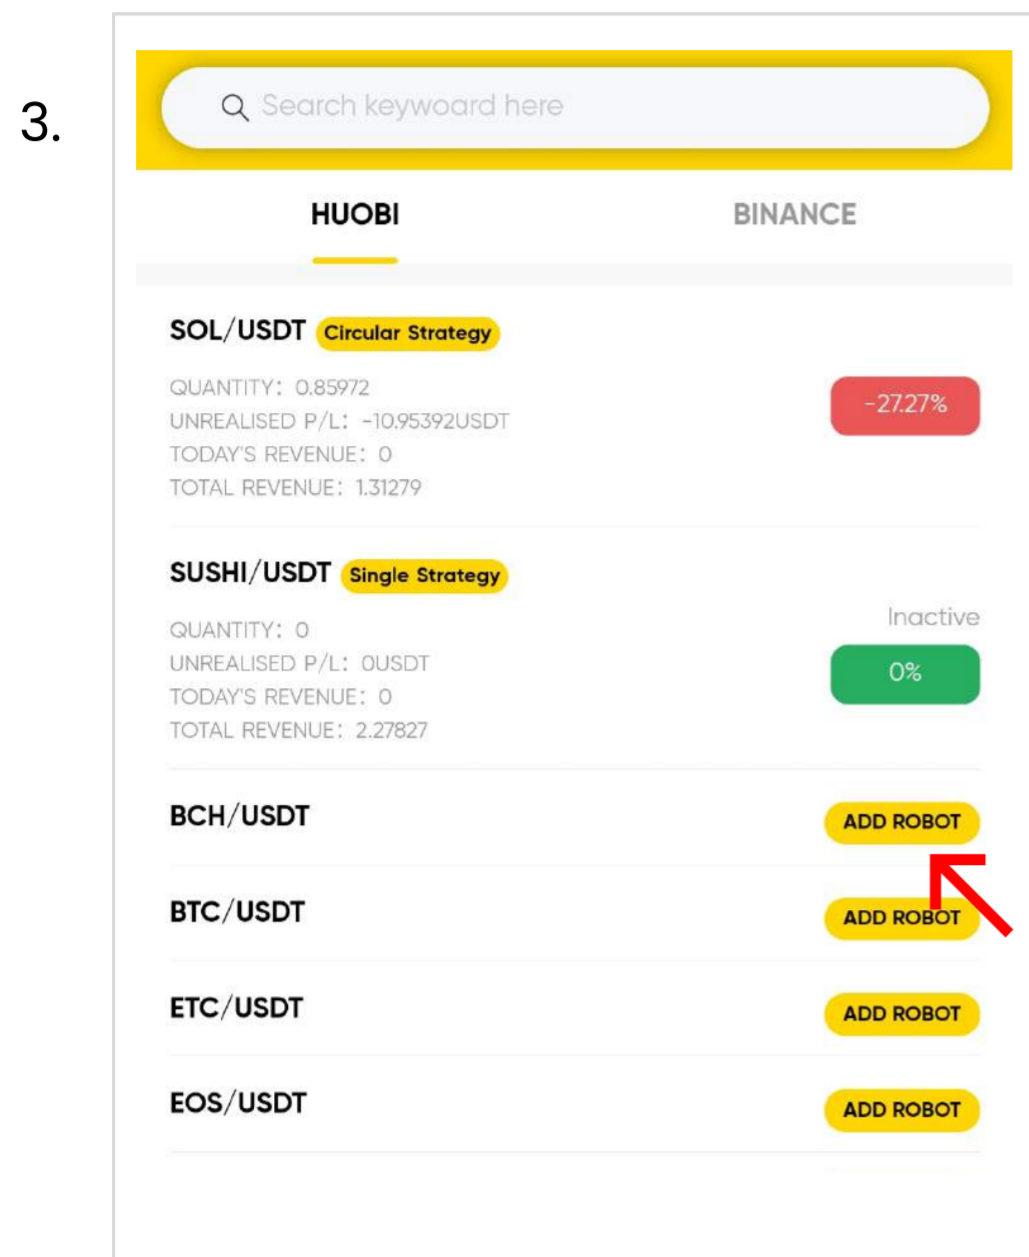 3.
Search keywoard here
HUOBI BINANCE
SOL/USDT Circular Strategy
QUANTITY: 0.85972
-27.27%
UNREALISED P/L: -10.95392USDT
TODAY'S REVENUE: 0
TOTAL REVENUE: 1.31279
SUSHI/USDT Single Strategy
Inactive
QUANTITY: 0
UNREALISED P/L: 0USDT
0%
TODAY'S REVENUE: 0
TOTAL REVENUE: 2.27827
BCH/USDT ADD ROBOT
BTC/USDT ADD ROBOT
ETC/USDT ADD ROBOT
EOS/USDT ADD ROBOT